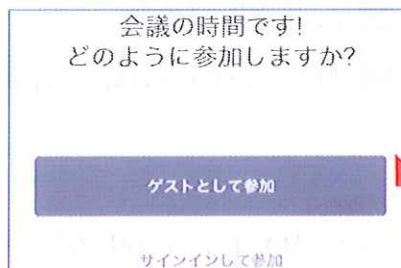 会議の時間です!
どのように参加しますか?
ゲストとして参加
サインインして参加